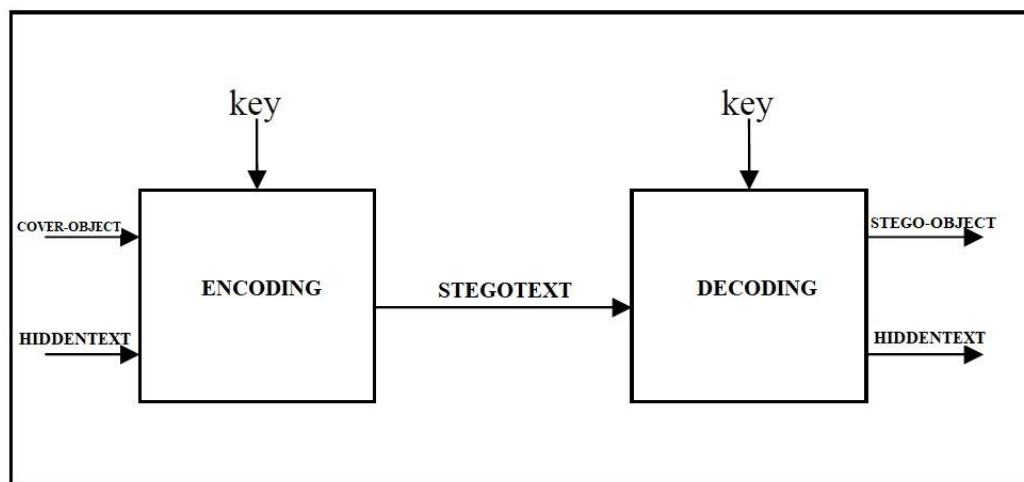 key
key
COVER-OBJECT
STEGO-OBJECT
ENCODING
STEGOTEXT
DECODING
HIDDENTEXT
HIDDENTEXT